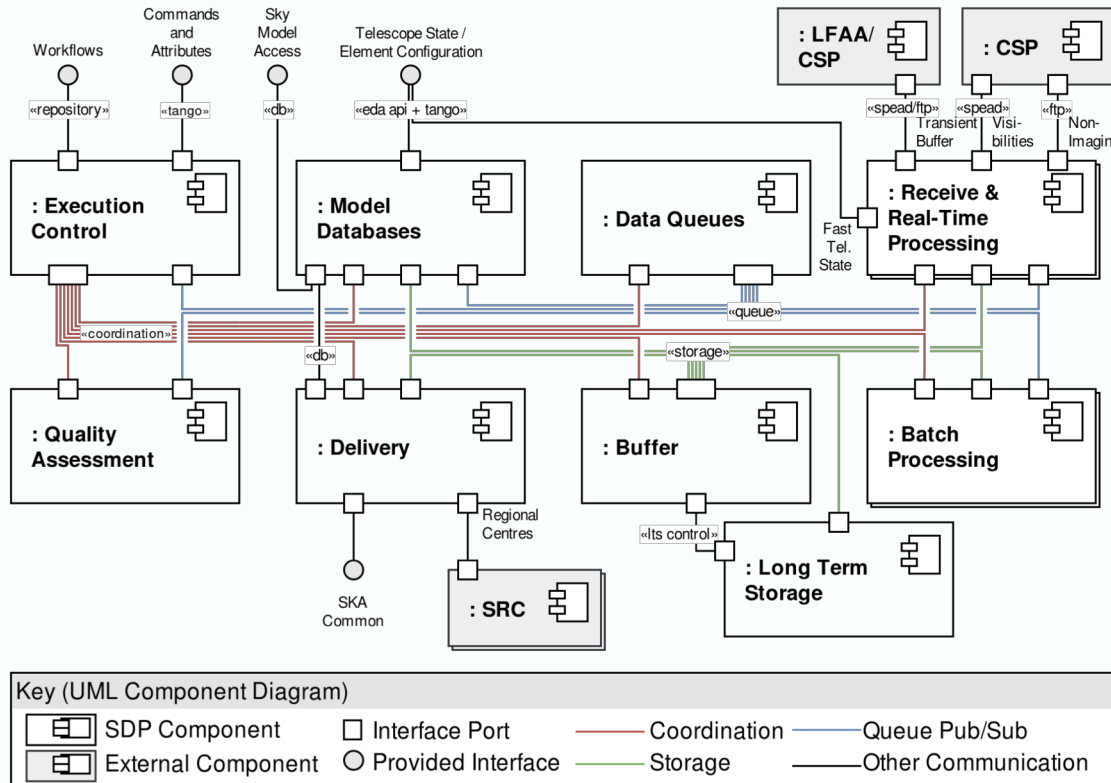 Commands
and
Attributes
Sky
Model
Access
Telescope State /
Element Configuration
Workflows
: LFAA/
CSP
: CSP
«repository»
«tango»
«db»
«eda api + tango»
«spead/ftp»
«spead»
«ftp»
Transient
Buffer
Visi-
bilities
Non-
Imagin
: Execution
Control
: Model
Databases
: Data Queues
: Receive &
Real-Time
Processing
Fast
Tel.
State
«queue»
«coordination»
«db»
«storage»
: Quality
Assessment
: Delivery
: Buffer
: Batch
Processing
Regional
Centres
«lts control»
: Long Term
Storage
SKA
Common
: SRC
Key (UML Component Diagram)
SDP Component
Interface Port
Coordination
Queue Pub/Sub
External Component
Provided Interface
Storage
Other Communication